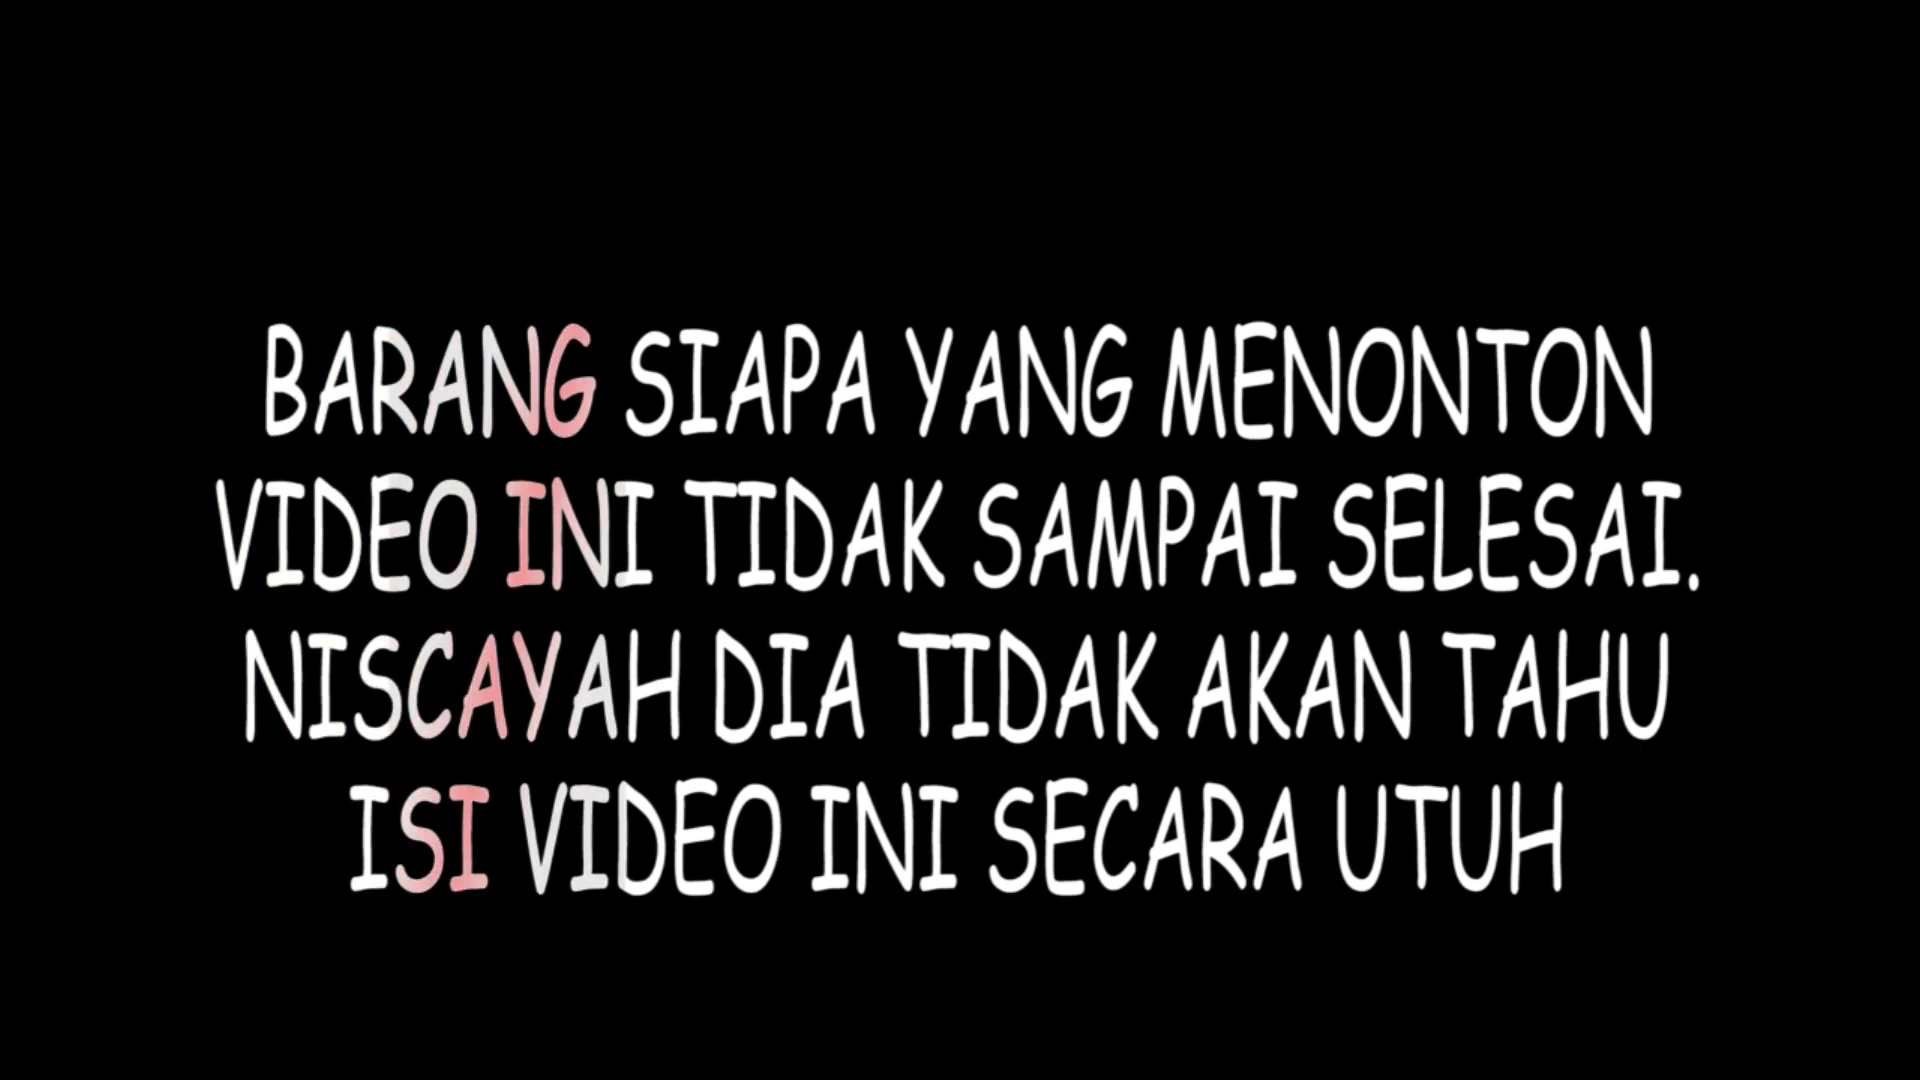 BARANG SIAPA YANG MENONTON
VIDEO INI TIDAK SAMPAI SELESAI.
NISCAYAH DIA TIDAK AKAN TAHU
ISI VIDEO INI SECARA UTUH